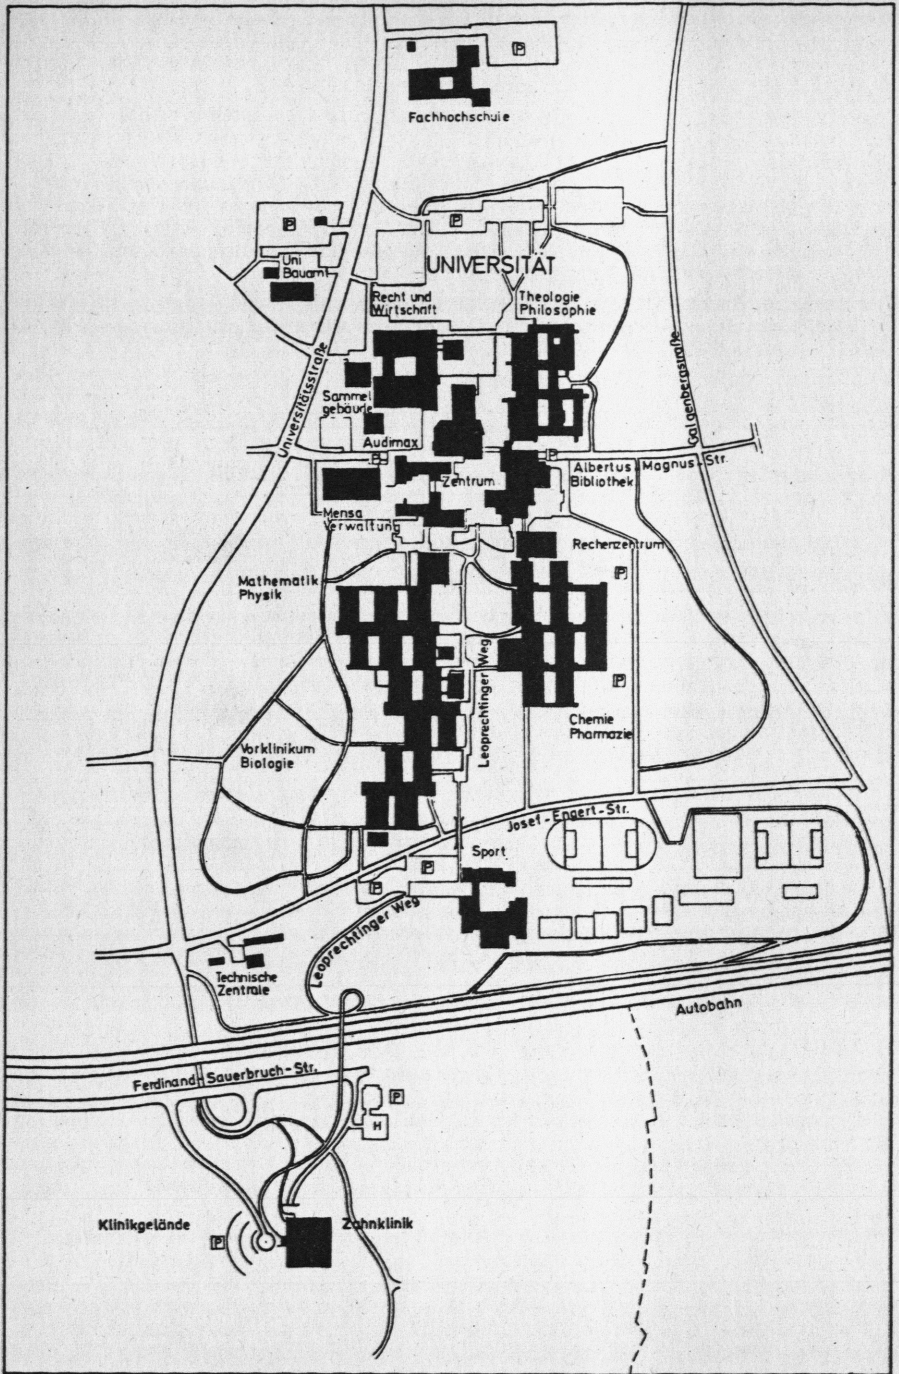 P
Fachhochschule
P
P
Uni
Bauamt
UNIVERSITÄT
Recht und
Wirtschaft
Theologie
Philosophie
Universitätsstraße
Galgenbergstraße
Sammel
gebäude
Audimax
P
P
Zentrum
Albertus Magnus-Str.
Bibliothek
Mensa
Verwaltung
Rechenzentrum
P
Mathematik
Physik
Leoprechtinger Weg
P
Chemie
Pharmazie
Vorklinikum
Biologie
Josef-Engert-Str.
Sport
P
P
Leoprechtinger Weg
Technische
Zentrale
Autobahn
Ferdinand-Sauerbruch-Str.
P
H
Klinikgelände
Zahnklinik
P